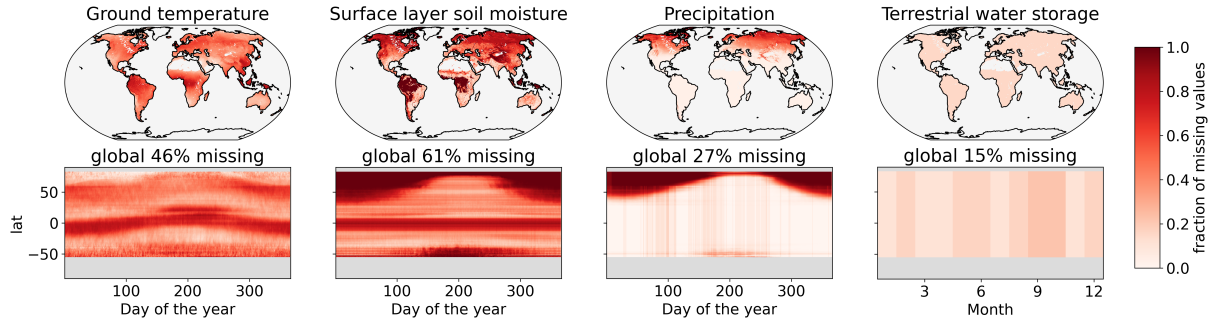 Ground temperature
Surface layer soil moisture
Precipitation
Terrestrial water storage
global 46% missing
global 61% missing
global 27% missing
global 15% missing
lat
50
0
−50
100 200 300
Day of the year
100 200 300
Day of the year
100 200 300
Day of the year
3 6 9 12
Month
1.0
0.8
0.6
0.4
0.2
0.0
fraction of missing values